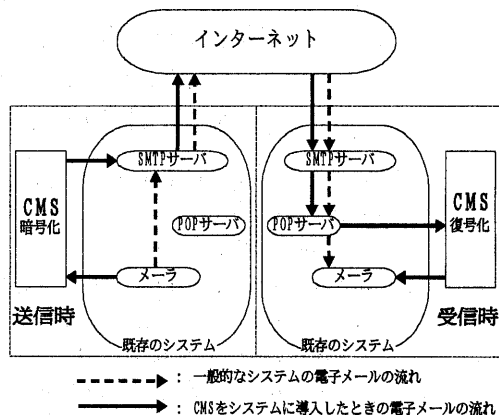 インターネット
SMTPサーバ
SMTPサーバ
CMS
暗号化
POPサーバ
POPサーバ
CMS
復号化
メーラ
メーラ
送信時
受信時
既存のシステム
既存のシステム
: 一般的なシステムの電子メールの流れ
: CMSをシステムに導入したときの電子メールの流れ